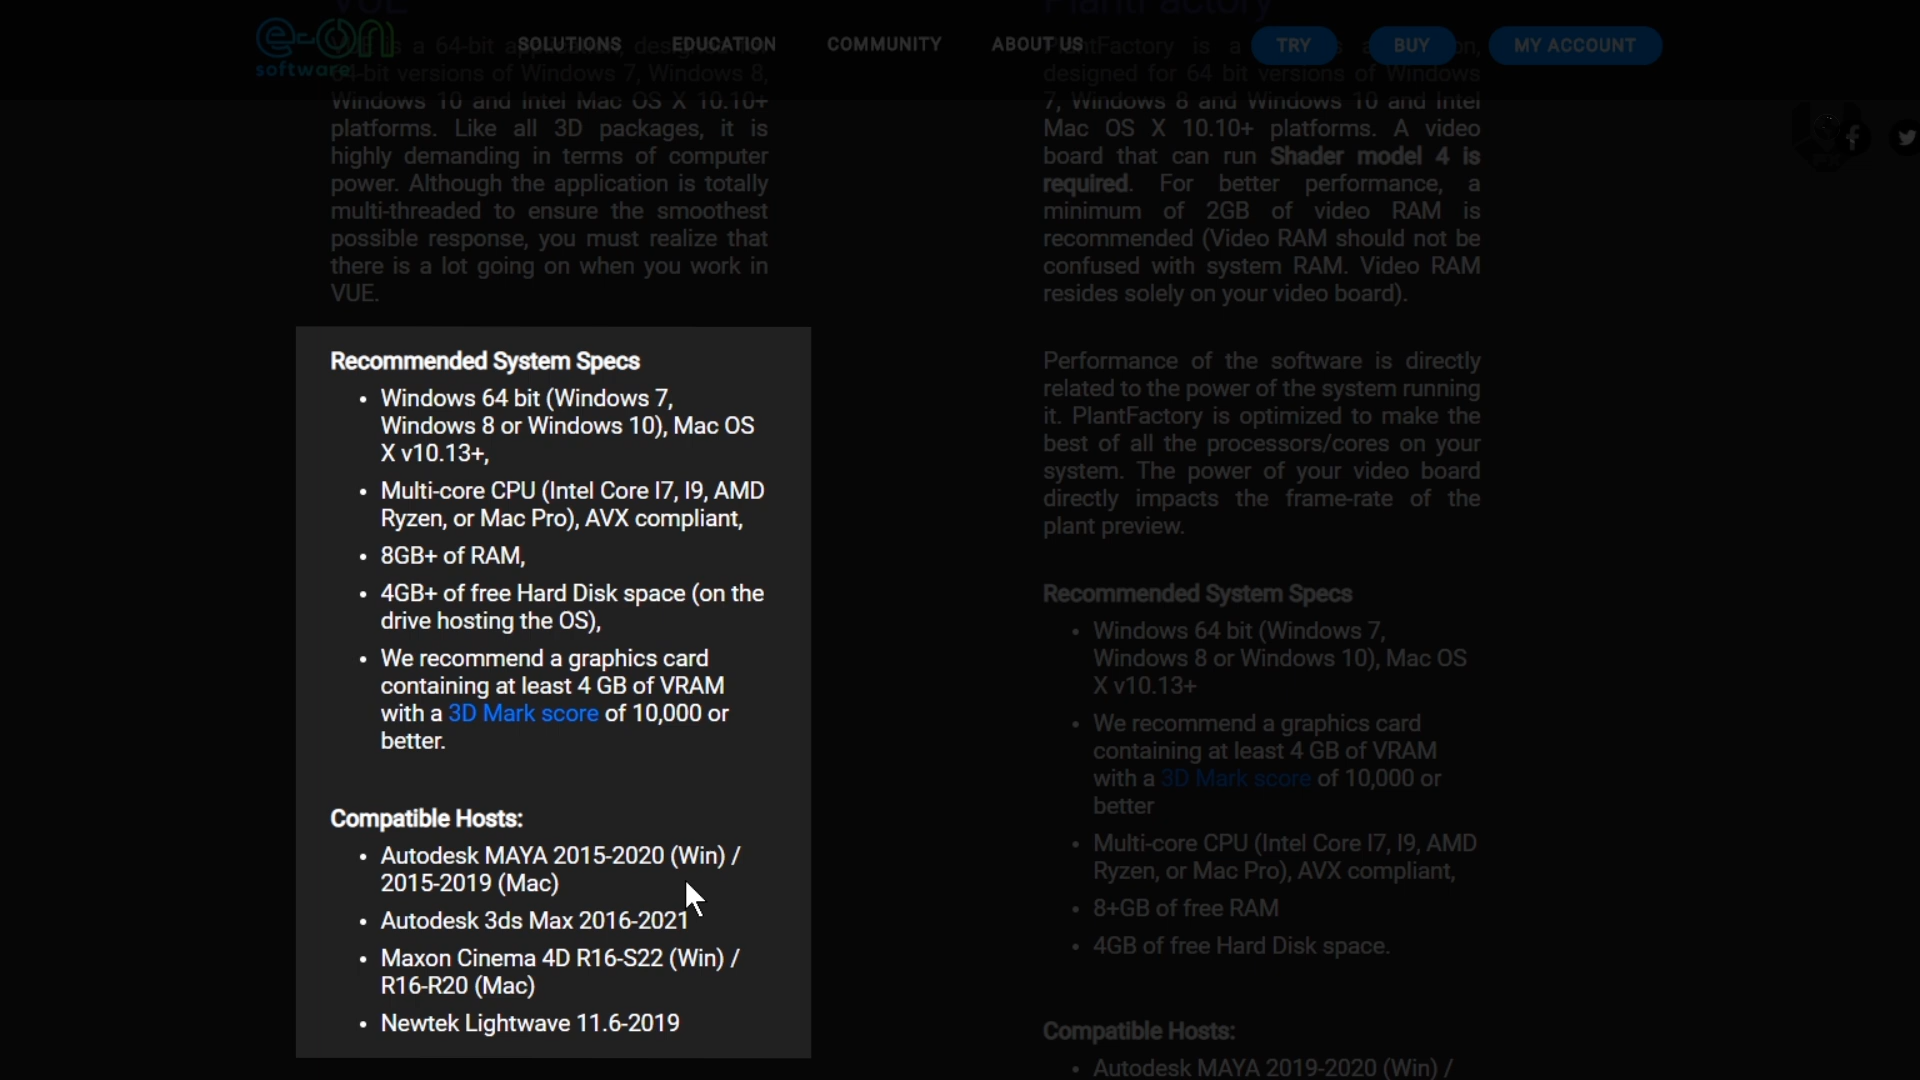 VUE
PlantFactory
e-on
software
SOLUTIONS
EDUCATION
COMMUNITY
ABOUT US
TRY
BUY
MY ACCOUNT
64-bit versions of Windows 7, Windows 8,
Windows 10 and Intel Mac OS X 10.10+
platforms. Like all 3D packages, it is
highly demanding in terms of computer
power. Although the application is totally
multi-threaded to ensure the smoothest
possible response, you must realize that
there is a lot going on when you work in
VUE.
Recommended System Specs
• Windows 64 bit (Windows 7,
Windows 8 or Windows 10), Mac OS
X v10.13+,
• Multi-core CPU (Intel Core I7, I9, AMD
Ryzen, or Mac Pro), AVX compliant,
• 8GB+ of RAM,
• 4GB+ of free Hard Disk space (on the
drive hosting the OS),
• We recommend a graphics card
containing at least 4 GB of VRAM
with a 3D Mark score of 10,000 or
better.
Compatible Hosts:
• Autodesk MAYA 2015-2020 (Win) /
2015-2019 (Mac)
• Autodesk 3ds Max 2016-2021
• Maxon Cinema 4D R16-S22 (Win) /
R16-R20 (Mac)
• Newtek Lightwave 11.6-2019
PlantFactory is a
designed for 64 bit versions of Windows
7, Windows 8 and Windows 10 and Intel
Mac OS X 10.10+ platforms. A video
board that can run Shader model 4 is
required. For better performance, a
minimum of 2GB of video RAM is
recommended (Video RAM should not be
confused with system RAM. Video RAM
resides solely on your video board).
Performance of the software is directly
related to the power of the system running
it. PlantFactory is optimized to make the
best of all the processors/cores on your
system. The power of your video board
directly impacts the frame-rate of the
plant preview.
Recommended System Specs
• Windows 64 bit (Windows 7,
Windows 8 or Windows 10), Mac OS
X v10.13+
• We recommend a graphics card
containing at least 4 GB of VRAM
with a 3D Mark score of 10,000 or
better
• Multi-core CPU (Intel Core I7, I9, AMD
Ryzen, or Mac Pro), AVX compliant,
• 8+GB of free RAM
• 4GB of free Hard Disk space.
Compatible Hosts:
• Autodesk MAYA 2019-2020 (Win) /